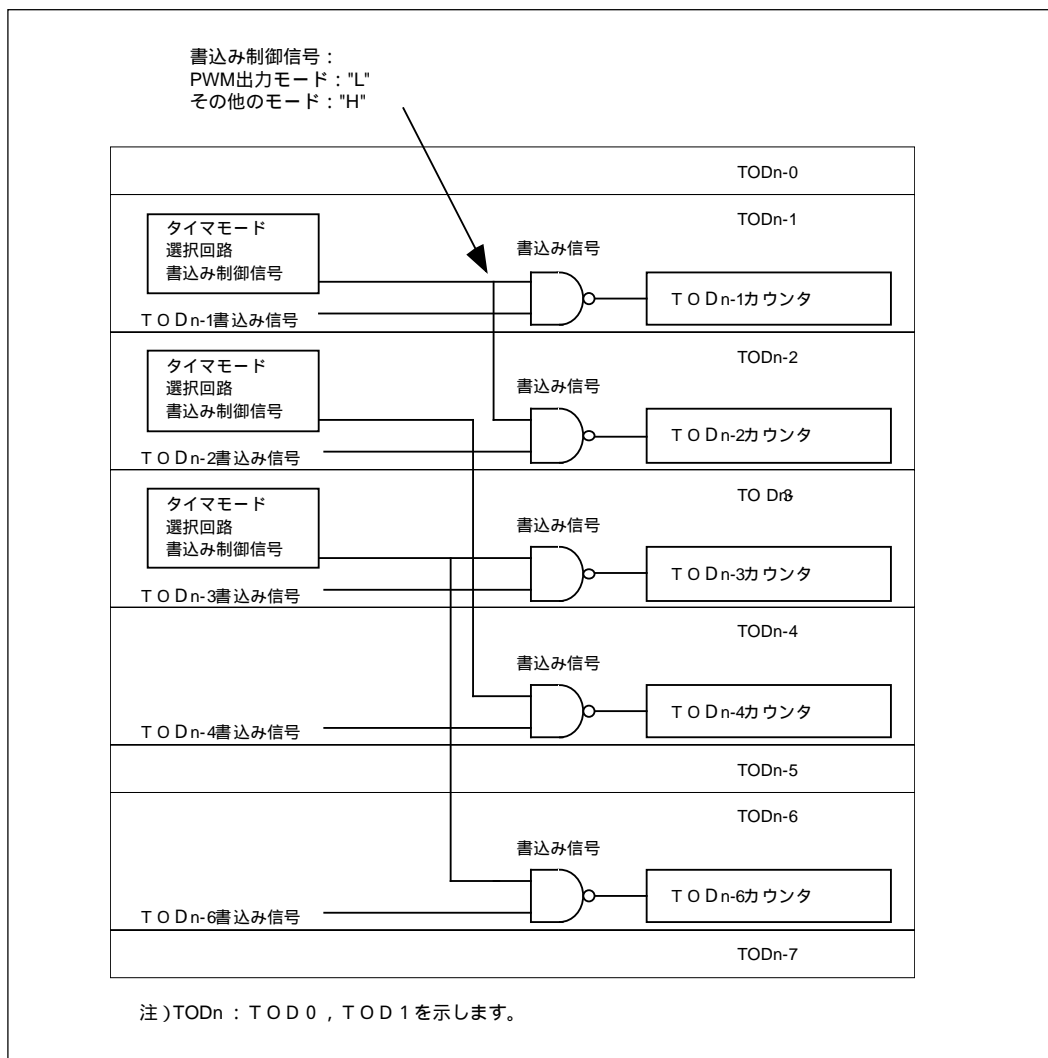 書込み制御信号：
PWM出力モード："L"
その他のモード："H"
TODn-0
TODn-1
タイマモード
選択回路
書込み制御信号
書込み信号
ＴＯＤn-1カウンタ
ＴＯＤn-1書込み信号
TODn-2
タイマモード
選択回路
書込み制御信号
書込み信号
ＴＯＤn-2カウンタ
ＴＯＤn-2書込み信号
TODn-3
タイマモード
選択回路
書込み制御信号
書込み信号
ＴＯＤn-3カウンタ
ＴＯＤn-3書込み信号
TODn-4
書込み信号
ＴＯＤn-4カウンタ
ＴＯＤn-4書込み信号
TODn-5
TODn-6
書込み信号
ＴＯＤn-6カウンタ
ＴＯＤn-6書込み信号
TODn-7
注）TODn：ＴＯＤ０，ＴＯＤ１を示します。